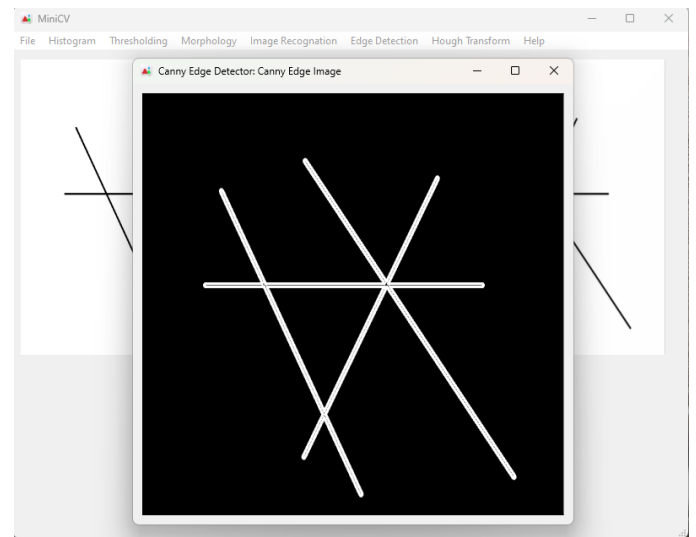 MiniCV
File Histogram Thresholding Morphology Image Recognation Edge Detection Hough Transform Help
Canny Edge Detector: Canny Edge Image